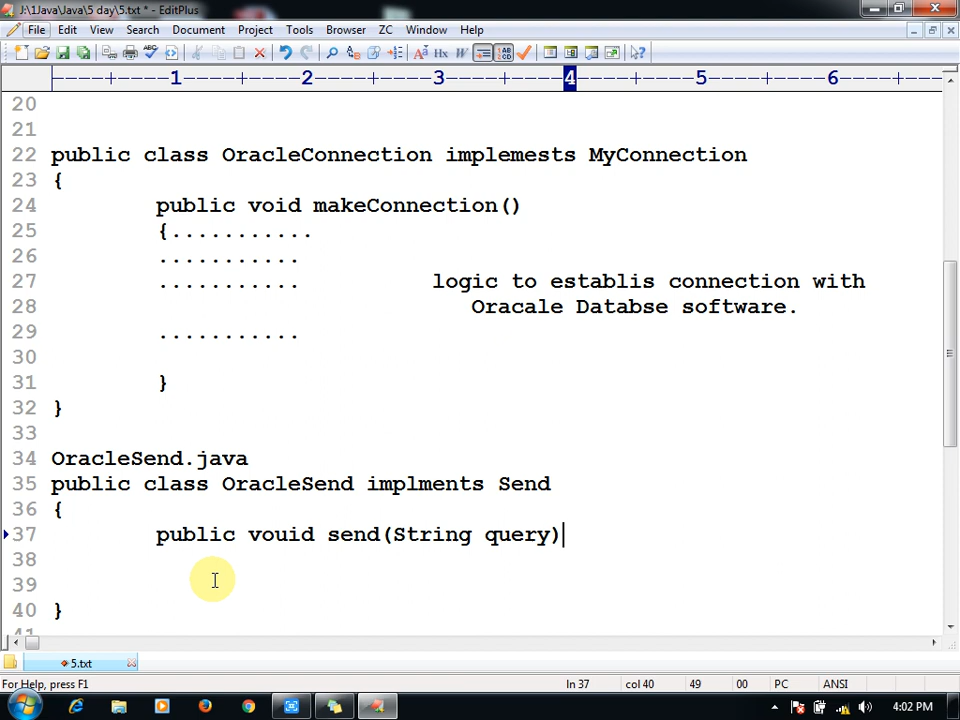 J:\1Java\Java\5 day\5.txt * - EditPlus
File Edit View Search Document Project Tools Browser ZC Window Help
----+----1----+----2----+----3----+----4----+----5----+----6----+--
20
21
22 public class OracleConnection implemests MyConnection
23 {
24 public void makeConnection()
25 {...........
26 ...........
27 ........... logic to establis connection with
28 Oracale Databse software.
29 ...........
30
31 }
32 }
33
34 OracleSend.java
35 public class OracleSend implments Send
36 {
37 public vouid send(String query)
38
39
40 }
41
5.txt
For Help, press F1 ln 37 col 40 49 00 PC ANSI
4:02 PM